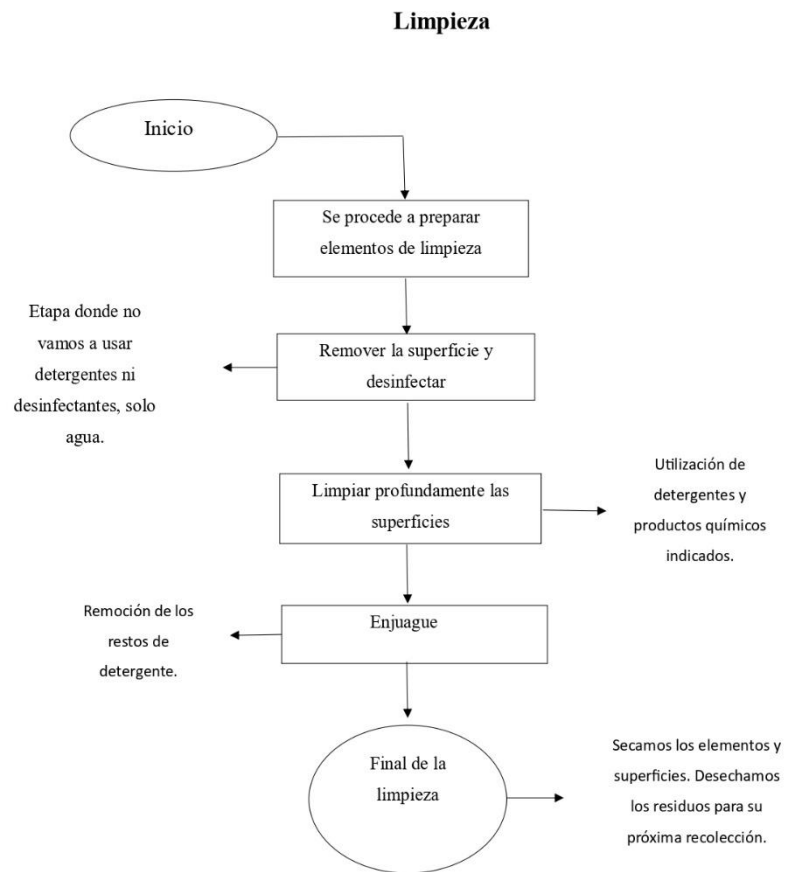 Limpieza
Inicio
Se procede a preparar
elementos de limpieza
Etapa donde no
vamos a usar
detergentes ni
desinfectantes, solo
agua.
Remover la superficie y
desinfectar
Limpiar profundamente las
superficies
Utilización de
detergentes y
productos químicos
indicados.
Remoción de los
restos de
detergente.
Enjuague
Final de la
limpieza
Secamos los elementos y
superficies. Desechamos
los residuos para su
próxima recolección.